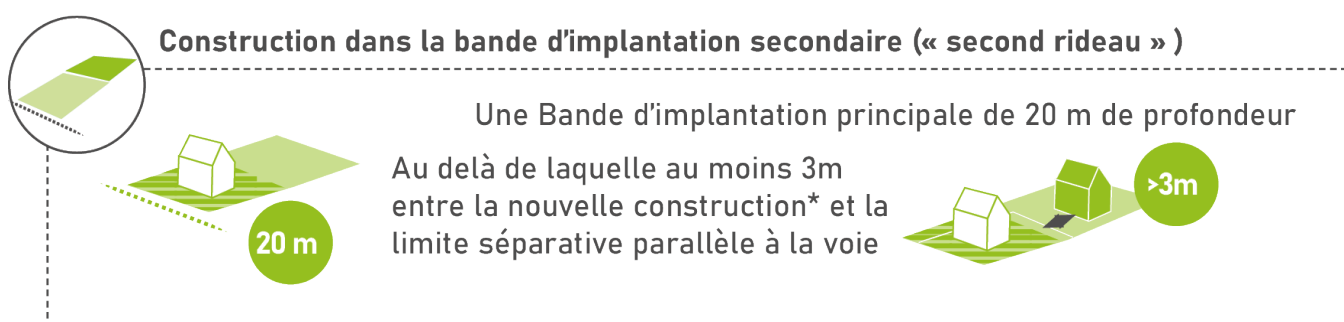 Construction dans la bande d'implantation secondaire (« second rideau » )
Une Bande d'implantation principale de 20 m de profondeur
Au delà de laquelle au moins 3m
entre la nouvelle construction* et la
limite séparative parallèle à la voie
20 m
>3m